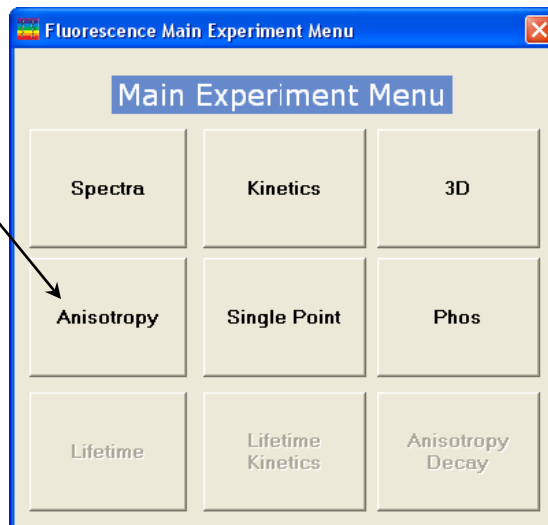 Fluorescence Main Experiment Menu
Main Experiment Menu
Spectra
Kinetics
3D
Anisotropy
Single Point
Phos
Lifetime
Lifetime
Kinetics
Anisotropy
Decay